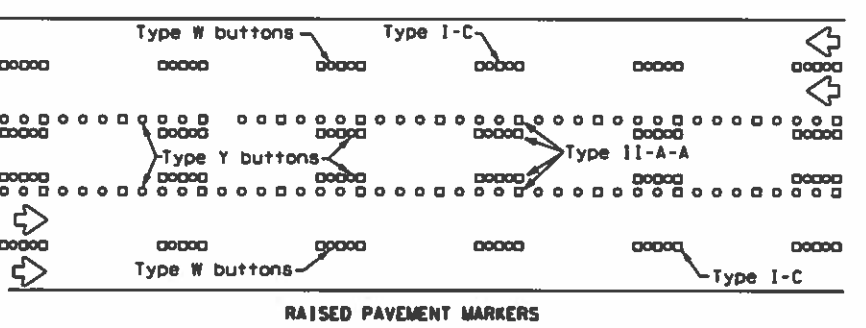 Type W buttons Type I-C
Type Y buttons Type II-A-A
Type W buttons Type I-C
RAISED PAVEMENT MARKERS